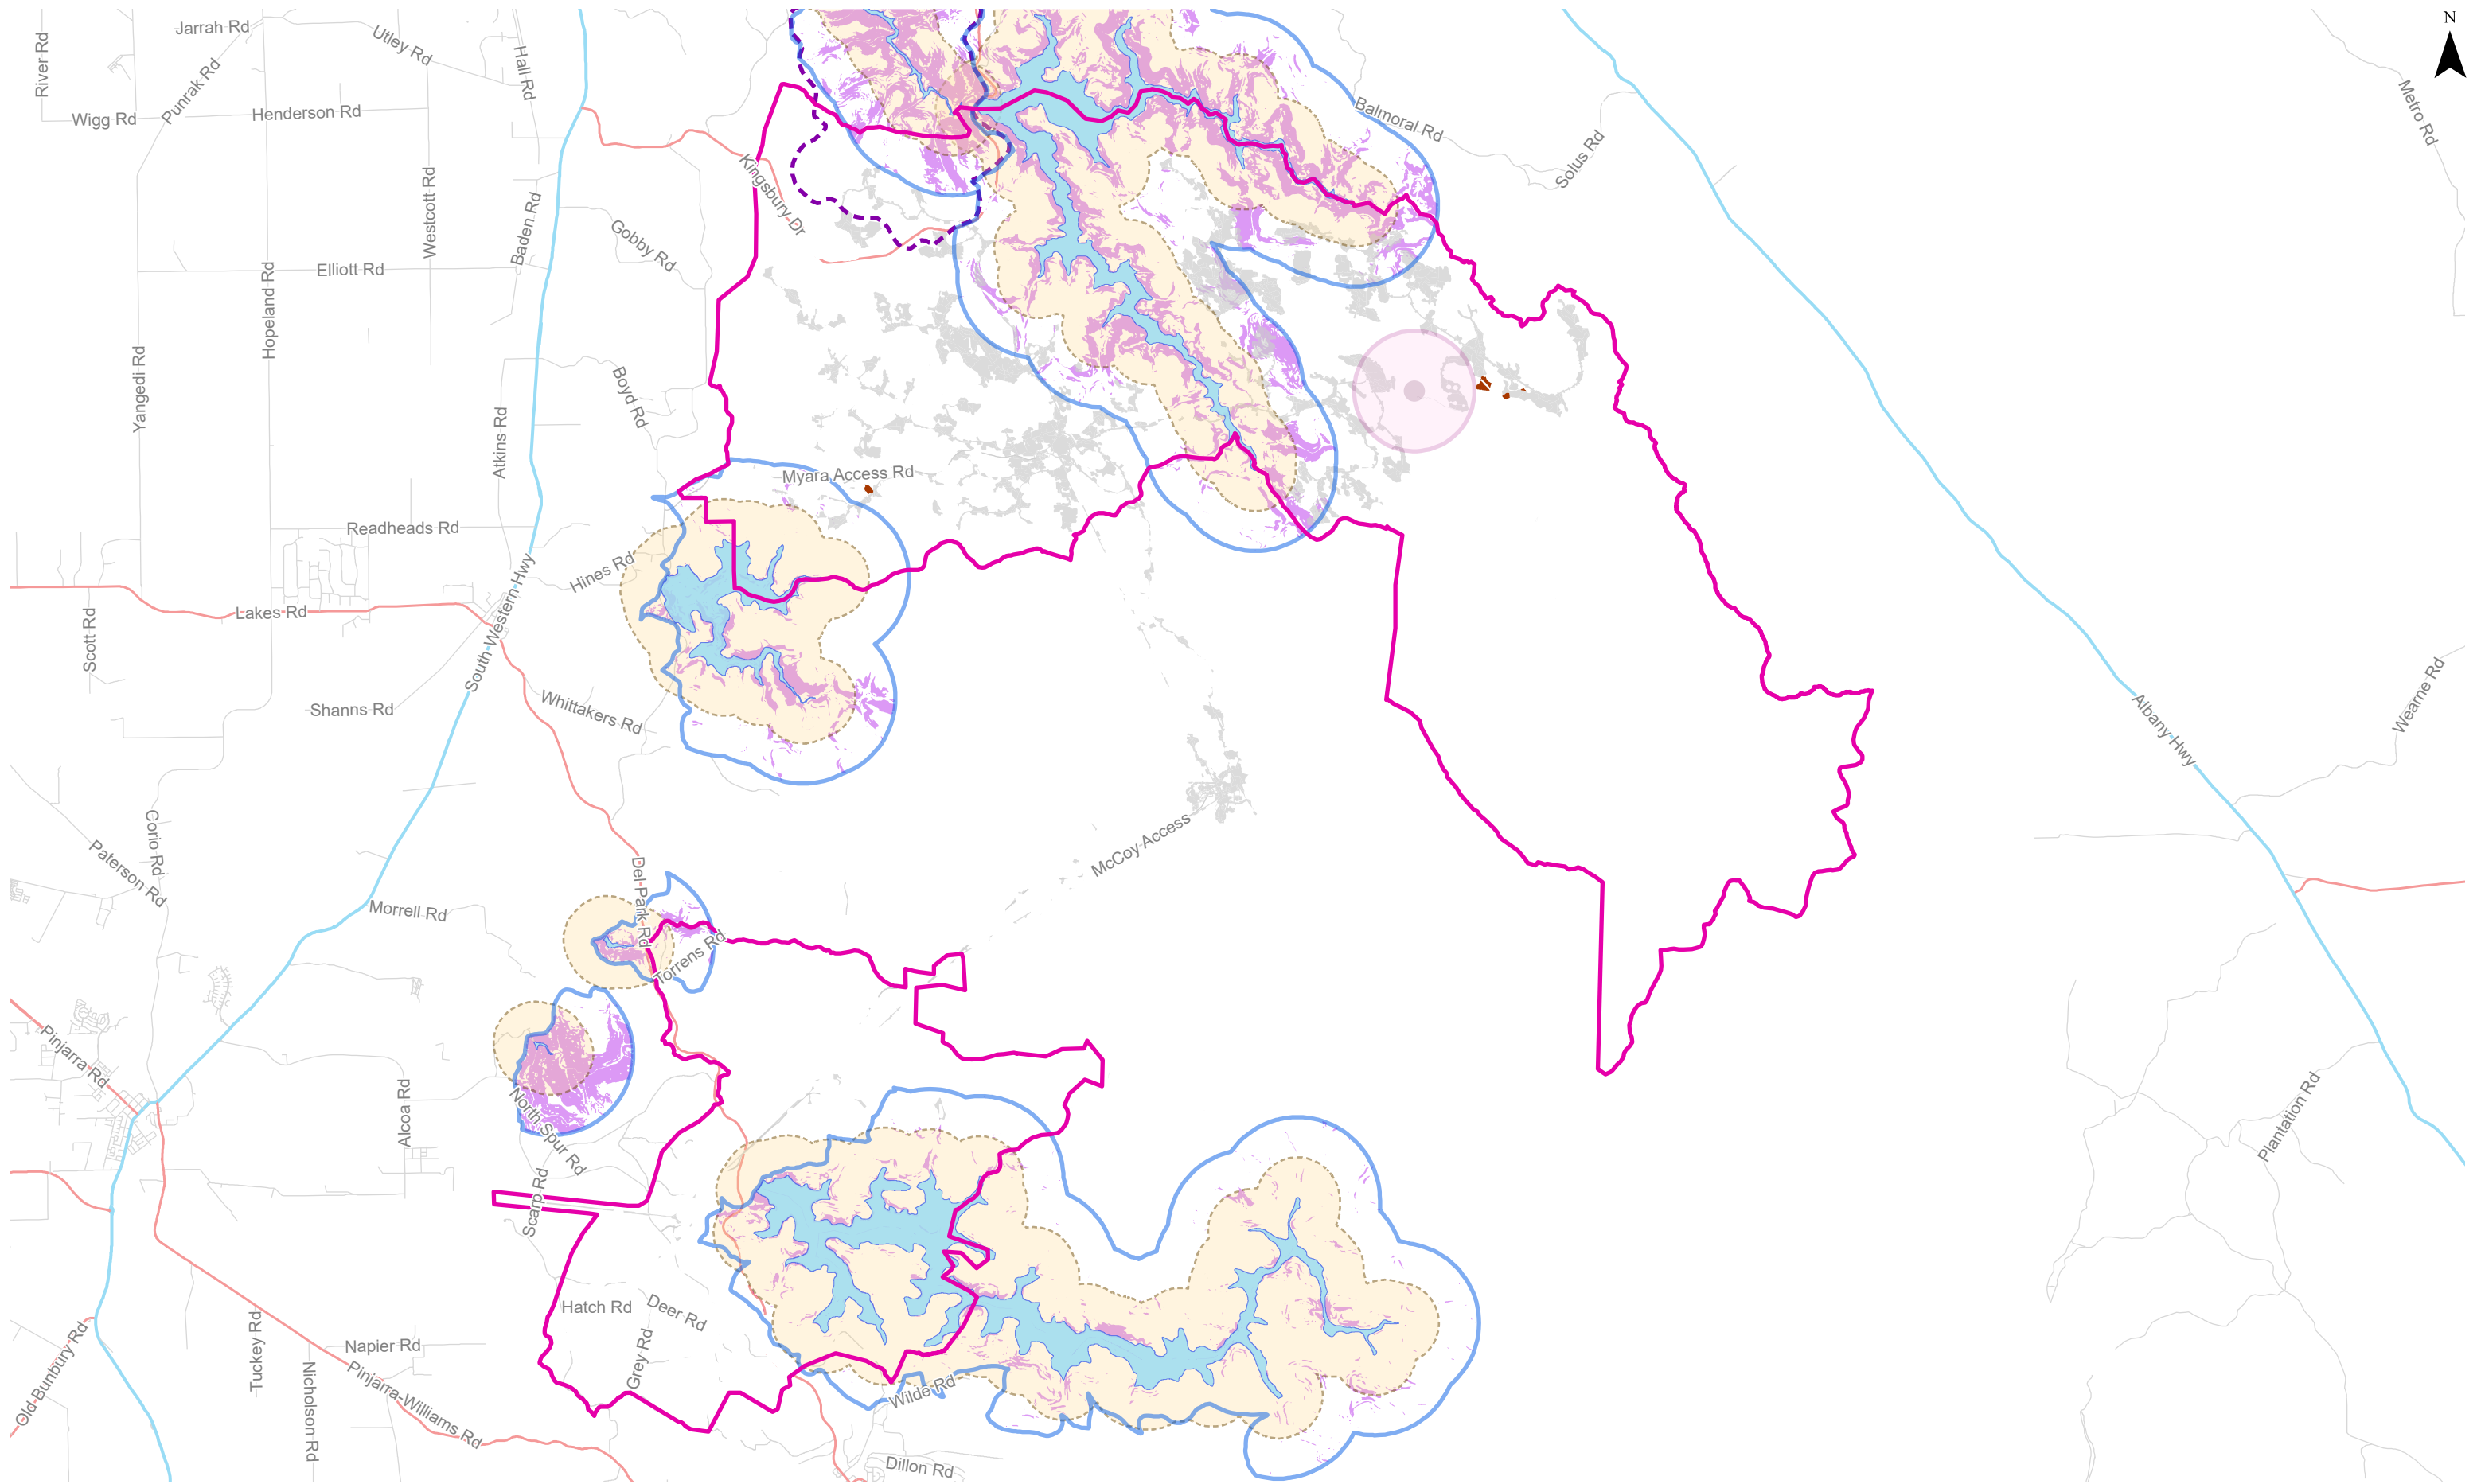 N
Jarrah Rd
Utley Rd
River Rd
Hall Rd
Punrak Rd
Wigg Rd
Henderson Rd
Balmoral Rd
Metro Rd
Solus Rd
Kingsbury Dr
Westcott Rd
Baden Rd
Gobby Rd
Elliott Rd
Hopeland Rd
Yangedi Rd
Boyd Rd
Atkins Rd
Myara Access Rd
Readheads Rd
Hines Rd
Lakes Rd
Scott Rd
South Western Hwy
Shanns Rd
Whittakers Rd
Wearne Rd
Albany Hwy
McCoy Access
Corio Rd
Paterson Rd
Morrell Rd
Del Park Rd
Torrens Rd
Pinjarra Rd
Alcoa Rd
North Spur Rd
Plantation Rd
Scarp Rd
Hatch Rd
Deer Rd
Grey Rd
Tuckey Rd
Napier Rd
Nicholson Rd
Pinjarra-Williams Rd
Old Bunbury Rd
Wilde Rd
Dillon Rd